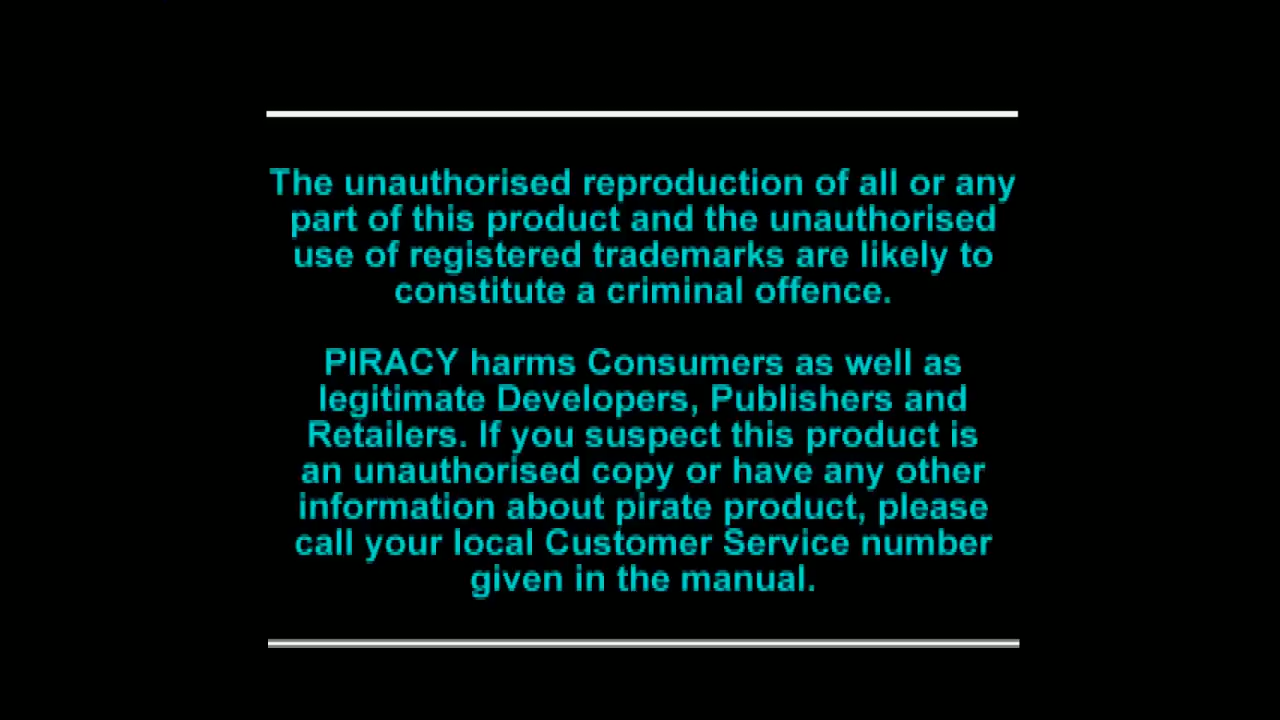 The unauthorised reproduction of all or any
part of this product and the unauthorised
use of registered trademarks are likely to
constitute a criminal offence.
PIRACY harms Consumers as well as
legitimate Developers, Publishers and
Retailers. If you suspect this product is
an unauthorised copy or have any other
information about pirate product, please
call your local Customer Service number
given in the manual.